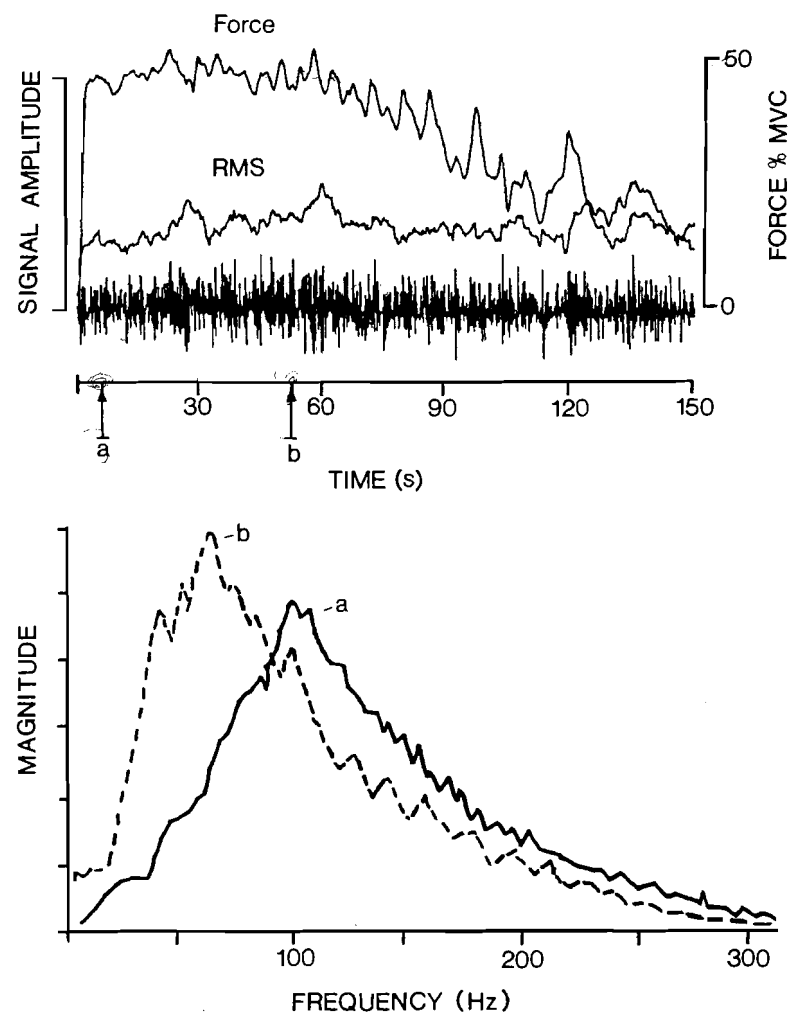 Force
50
RMS
SIGNAL AMPLITUDE
FORCE % MVC
0
30
60
90
120
150
a
b
TIME (s)
b
a
MAGNITUDE
100
200
300
FREQUENCY (Hz)